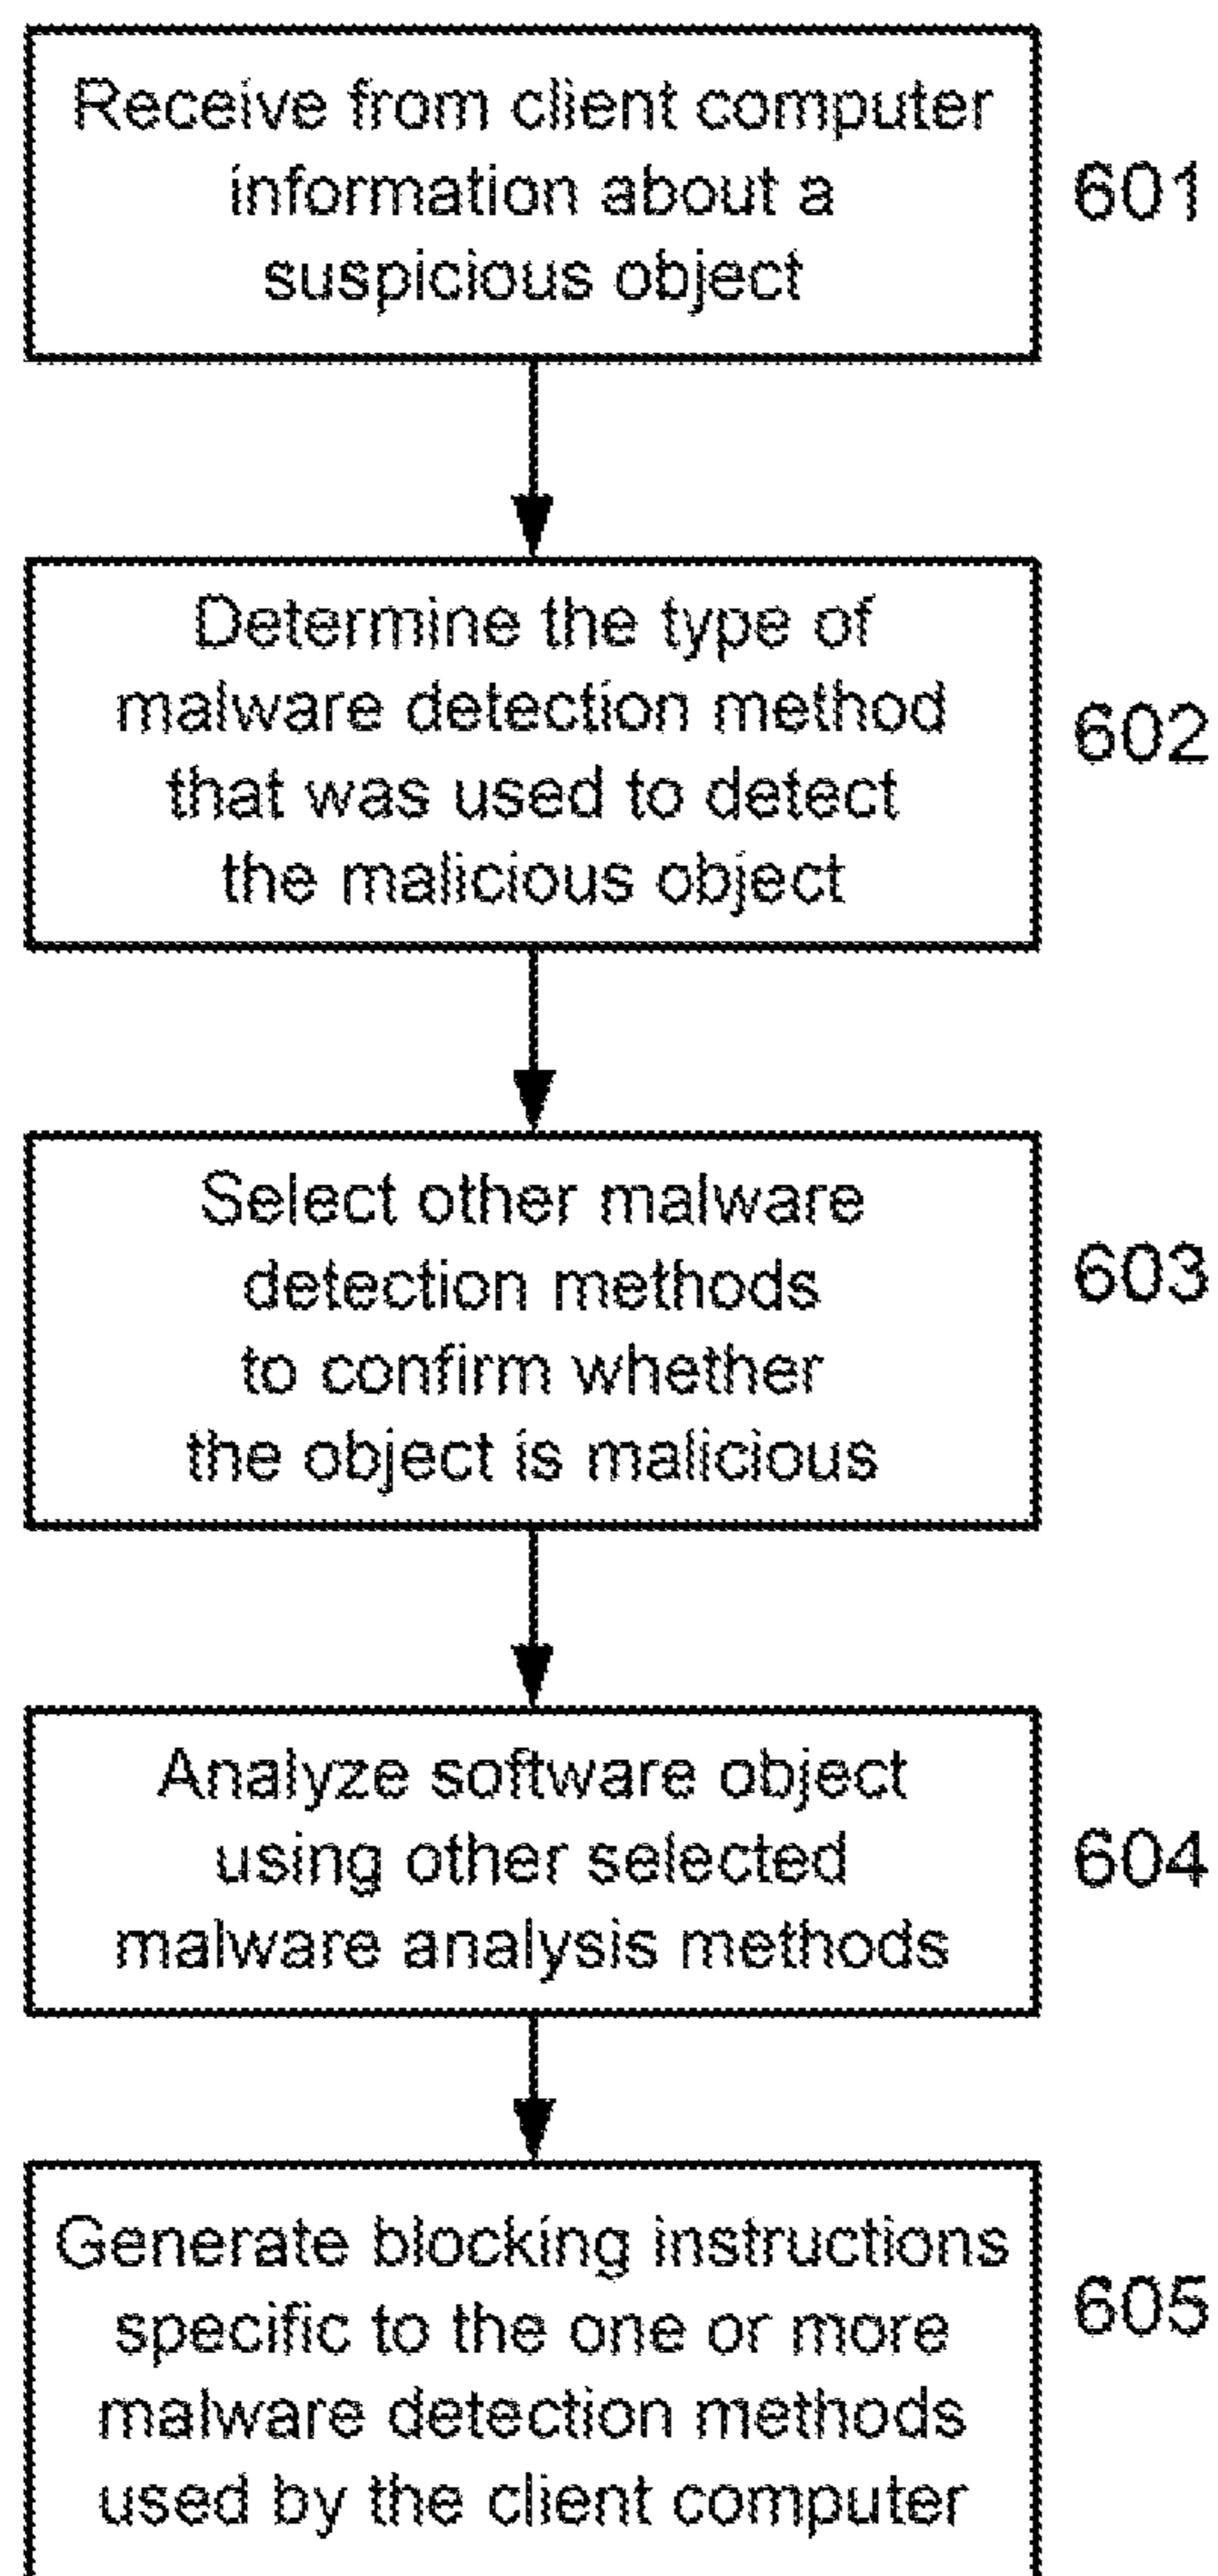 Receive from client computer
information about a
suspicious object
601
Determine the type of
malware detection method
that was used to detect
the malicious object
602
Select other malware
detection methods
to confirm whether
the object is malicious
603
Analyze software object
using other selected
malware analysis methods
604
Generate blocking instructions
specific to the one or more
malware detection methods
used by the client computer
605